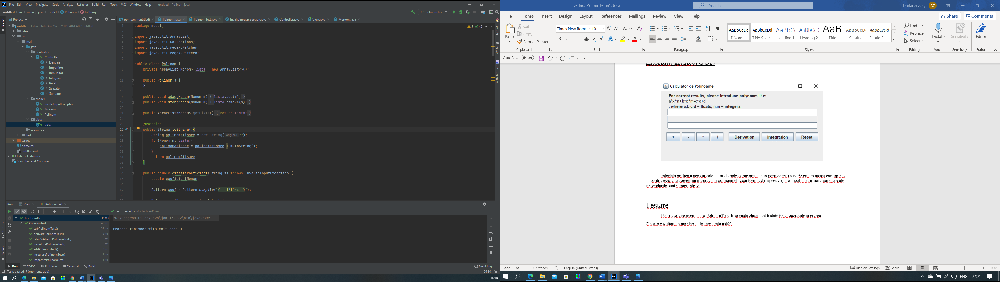 File Edit View Navigate Code Analyze Refactor Build Run Tools VCS Window Help untitled - Polinom.java
untitled src main java model Polinom toString PolinomTest
Project
pom.xml (untitled) Polinom.java PolinomTest.java InvalidInputException.java Controller.java View.java Monom.java
untitled D:\Facultate-An2\Sem2\TP LAB\LAB2\untitled
.idea
src
main
java
controller
Controller
Derivare
Impartitor
Inmultitor
Integrare
Reset
Scazator
Sumator
model
InvalidInputException
Monom
Polinom
view
View
resources
test
target
pom.xml
untitled.iml
External Libraries
Scratches and Consoles
Project
Structure
Favorites
5 45
PlantUML
Maven
UML Generator
1 package model;
2
3 import java.util.ArrayList;
4 import java.util.Collections;
5 import java.util.regex.Matcher;
6 import java.util.regex.Pattern;
7
8 public class Polinom {
9 private ArrayList<Monom> lista = new ArrayList<>();
10
11 public Polinom() {
12 }
13
14 public void adaugMonom(Monom m) { lista.add(m); }
17 public void stergMonom(Monom m) { lista.remove(m); }
20
21 public ArrayList<Monom> getLista() { return lista; }
24
25 @Override
26 public String toString(){
27 String polinomAfisare = new String( original: "");
28 for(Monom m: lista){
29 polinomAfisare = polinomAfisare + m.toString();
30 }
31 return polinomAfisare;
32 }
33
34 public double citesteCoeficient(String s) throws InvalidInputException {
35 double coeficientMonom;
36
37 Pattern coef = Pattern.compile("([+-]?[^*x]+)");
38
Run: View PolinomTest
Tests passed: 7 of 7 tests – 45 ms
Test Results 45 ms
PolinomTest 45 ms
subPolinomTest() 32 ms
derivarePolinomTest() 2 ms
citireSiAfisarePolinomTest() 2 ms
inmultirePolinomTest() 5 ms
addPolinomTest() 2 ms
integrarePolinomTest() 1 ms
impartirePolinomTest() 1 ms
"C:\Program Files\Java\jdk-15.0.2\bin\java.exe" ...
Process finished with exit code 0
Run TODO Problems Terminal Build Event Log
Tests passed: 7 (moments ago) 26:30
02:04
DarlacziZoltan_Tema1.docx Search Darlaczi Zoly DZ
File Home Insert Design Layout References Mailings Review View Help Share Comments
Paste Cut
Copy
Format Painter
Times New Roma 10
Aa
B I U ab x₂ x²
AaBbCcDd AaBbCcDd AaBbCc AaBbCcD AaB AaBbCcD AaBbCcDd
¶ Normal ¶ No Spac... Heading 1 Heading 2 Title Subtitle Subtle Em...
Find
Replace
Select
Dictate Sensitivity Editor
Clipboard Font Paragraph Styles Editing Voice Sensitivity Editor
AutoSave Off
Interfata grafica(GUI)
Calculator de Polinoame
For correct results, please introduce polynoms like:
a*x^n+b*x^m-c*x+d
, where a,b,c,d = floats; n,m = integers;
+ - * / Derivation Integration Reset
Interfata grafica a acestui calculator de polinoame arata ca in poza de mai sus. Avem un mesaj care spune
ca pentru rezultate corecte sa introducem polinoamel dupa formatul respective, si ca coeficientii sunt numere reale
iar gradurile sunt numer intregi.
Testare
Pentru testare avem clasa PolinomTest. In aceasta clasa sunt testate toate operatiile si citirea.
Clasa si rezultatul compilarii a testarii arata astfel :
Page 11 of 11 1907 words English (United States) Display Settings Focus 100%
ENG 02:04